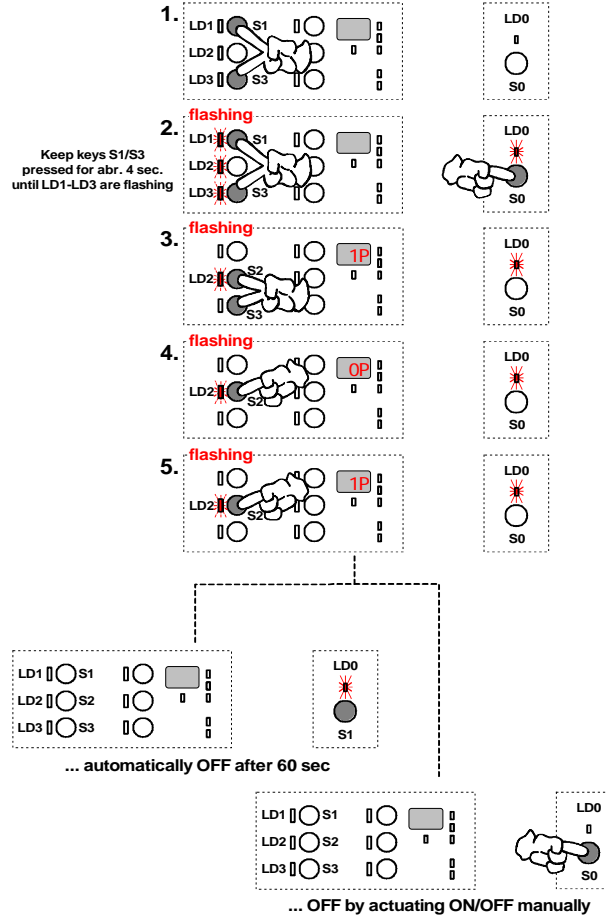 1.
LD1 S1
LD2
LD3 S3
LD0
S0
flashing
2.
Keep keys S1/S3
pressed for abr. 4 sec.
until LD1-LD3 are flashing
LD1 S1
LD2
LD3 S3
LD0
S0
flashing
3.
1P
LD2 S2
S3
LD0
S0
flashing
4.
0P
LD2 S2
LD0
S0
flashing
5.
1P
LD2 S2
LD0
S0
LD1 S1
LD2 S2
LD3 S3
LD0
S1
... automatically OFF after 60 sec
LD1 S1
LD2 S2
LD3 S3
LD0
S0
... OFF by actuating ON/OFF manually